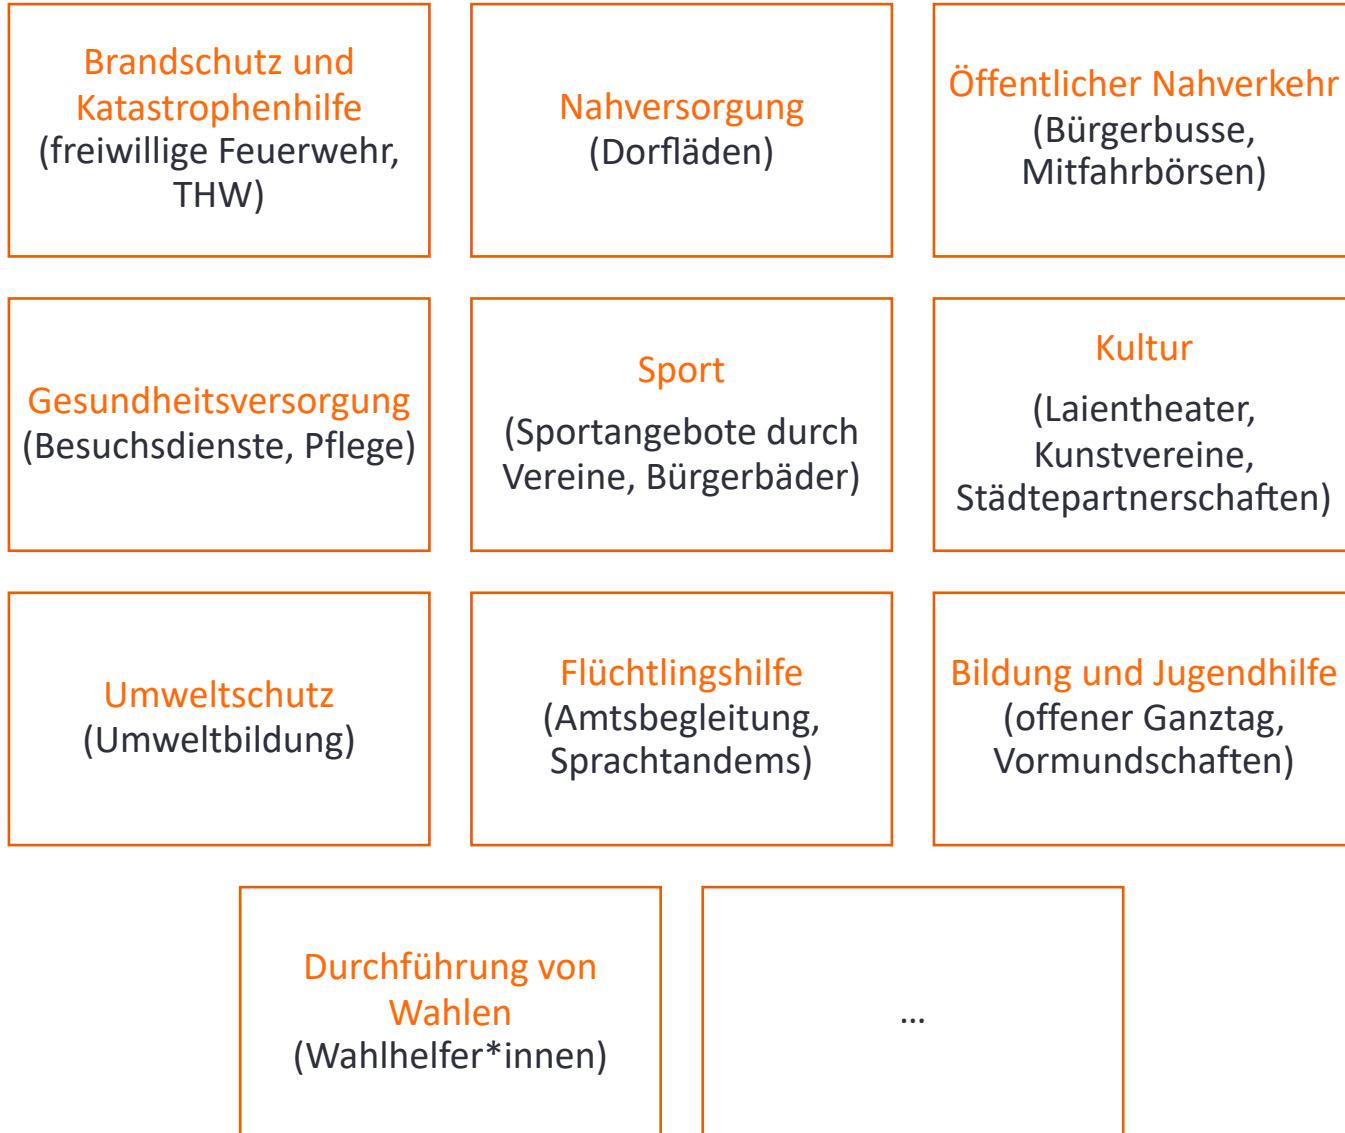 Brandschutz und
Katastrophenhilfe
(freiwillige Feuerwehr,
THW)
Nahversorgung
(Dorfläden)
Öffentlicher Nahverkehr
(Bürgerbusse,
Mitfahrbörsen)
Gesundheitsversorgung
(Besuchsdienste, Pflege)
Sport
(Sportangebote durch
Vereine, Bürgerbäder)
Kultur
(Laientheater,
Kunstvereine,
Städtepartnerschaften)
Umweltschutz
(Umweltbildung)
Flüchtlingshilfe
(Amtsbegleitung,
Sprachtandems)
Bildung und Jugendhilfe
(offener Ganztag,
Vormundschaften)
Durchführung von
Wahlen
(Wahlhelfer*innen)
...